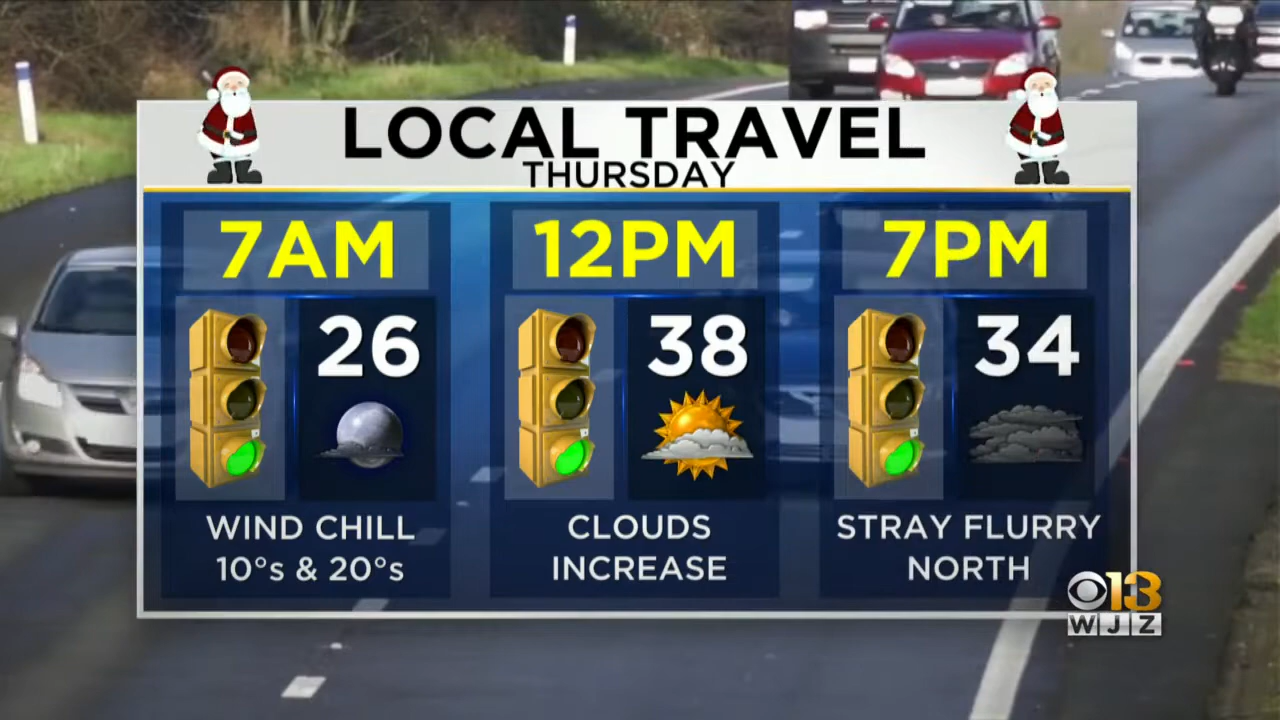 LOCAL TRAVEL
THURSDAY
7AM
26
WIND CHILL
10°s & 20°s
12PM
38
CLOUDS
INCREASE
7PM
34
STRAY FLURRY
NORTH
13
WJZ